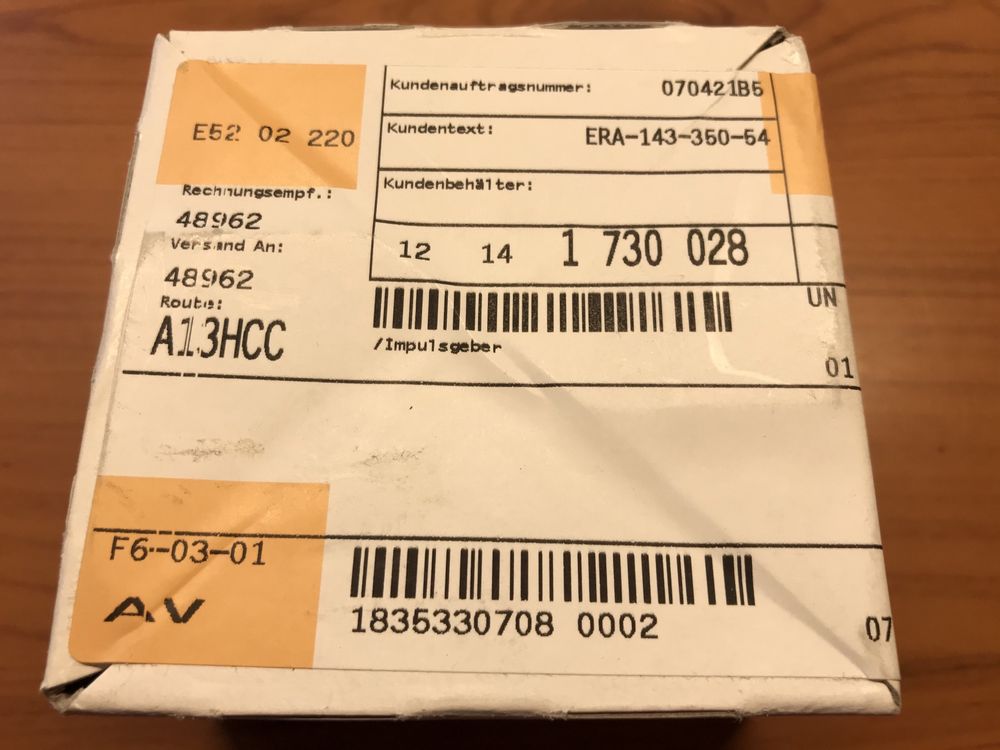 E52 02 220
Kundenauftragsnummer: 070421B5
Kundentext: ERA-143-350-54
Rechnungsempf.:
48962
Kundenbehälter:
Versand An:
48962
12 14 1 730 028
Route:
A13HCC
UN
/Impulsgeber
01
F6-03-01
AV
1835330708 0002
07